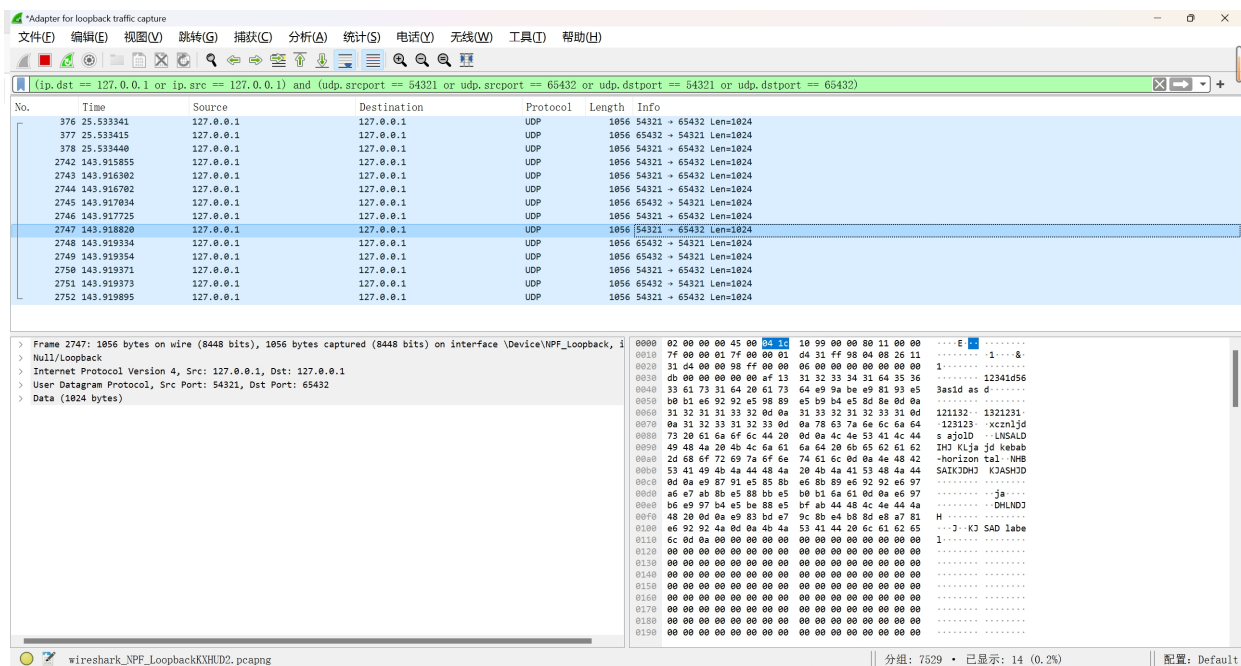 *Adapter for loopback traffic capture
文件(F) 编辑(E) 视图(V) 跳转(G) 捕获(C) 分析(A) 统计(S) 电话(Y) 无线(W) 工具(T) 帮助(H)
(ip.dst == 127.0.0.1 or ip.src == 127.0.0.1) and (udp.srcport == 54321 or udp.srcport == 65432 or udp.dstport == 54321 or udp.dstport == 65432)
No. Time Source Destination Protocol Length Info
376 25.533341 127.0.0.1 127.0.0.1 UDP 1056 54321 → 65432 Len=1024
377 25.533415 127.0.0.1 127.0.0.1 UDP 1056 65432 → 54321 Len=1024
378 25.533440 127.0.0.1 127.0.0.1 UDP 1056 54321 → 65432 Len=1024
2742 143.915855 127.0.0.1 127.0.0.1 UDP 1056 54321 → 65432 Len=1024
2743 143.916302 127.0.0.1 127.0.0.1 UDP 1056 65432 → 54321 Len=1024
2744 143.916702 127.0.0.1 127.0.0.1 UDP 1056 54321 → 65432 Len=1024
2745 143.917034 127.0.0.1 127.0.0.1 UDP 1056 65432 → 54321 Len=1024
2746 143.917725 127.0.0.1 127.0.0.1 UDP 1056 54321 → 65432 Len=1024
2747 143.918820 127.0.0.1 127.0.0.1 UDP 1056 54321 → 65432 Len=1024
2748 143.919334 127.0.0.1 127.0.0.1 UDP 1056 65432 → 54321 Len=1024
2749 143.919354 127.0.0.1 127.0.0.1 UDP 1056 65432 → 54321 Len=1024
2750 143.919371 127.0.0.1 127.0.0.1 UDP 1056 54321 → 65432 Len=1024
2751 143.919373 127.0.0.1 127.0.0.1 UDP 1056 54321 → 65432 Len=1024
2752 143.919895 127.0.0.1 127.0.0.1 UDP 1056 54321 → 65432 Len=1024
Frame 2747: 1056 bytes on wire (8448 bits), 1056 bytes captured (8448 bits) on interface \Device\NPF_Loopback, i
Null/Loopback
Internet Protocol Version 4, Src: 127.0.0.1, Dst: 127.0.0.1
User Datagram Protocol, Src Port: 54321, Dst Port: 65432
Data (1024 bytes)
0000 02 00 00 00 45 00 04 1c 10 99 00 00 80 11 00 00 ····E·········
0010 7f 00 00 01 7f 00 00 01 d4 31 ff 98 04 08 26 11 ·········1····&·
0020 31 d4 00 00 98 ff 00 00 06 00 00 00 00 00 00 00 1···············
0030 db 00 00 00 00 00 af 13 31 32 33 34 31 64 35 36 ········12341d56
0040 33 61 73 31 64 20 61 73 64 e9 9a be e9 81 93 e5 3as1d as d·······
0050 b0 b1 e6 92 92 e5 98 89 e5 b9 b4 e5 8d 8e 0d 0a ················
0060 31 32 31 31 33 32 0d 0a 31 33 32 31 32 33 31 0d 121132·· 1321231·
0070 0a 31 32 33 31 32 33 0d 0a 78 63 7a 6e 6c 6a 64 ·123123· ·xcznljd
0080 73 20 61 6a 6f 6c 44 20 0d 0a 4c 4e 53 41 4c 44 s ajolD ··LNSALD
0090 49 48 4a 20 4b 4c 6a 61 6a 64 20 6b 65 62 61 62 IHJ KLja jd kebab
00a0 2d 68 6f 72 69 7a 6f 6e 74 61 6c 0d 0a 4e 48 42 -horizon tal··NHB
00b0 53 41 49 4b 4a 44 48 4a 20 4b 4a 41 53 48 4a 44 SAIKJDHJ KJASHJD
00c0 0d 0a e9 87 91 e5 85 8b e6 8b 89 e6 92 92 e6 97 ················
00d0 a6 e7 ab 8b e5 88 bb e5 b0 b1 6a 61 0d 0a e6 97 ··········ja····
00e0 b6 e9 97 b4 e5 be 88 e5 bf ab 44 48 4c 4e 44 4a ··········DHLNDJ
00f0 48 20 0d 0a e9 83 bd e7 9c 8b e4 b8 8d e8 a7 81 H ··············
0100 e6 92 92 4a 0d 0a 4b 4a 53 41 44 20 6c 61 62 65 ···J··KJ SAD labe
0110 6c 0d 0a 00 00 00 00 00 00 00 00 00 00 00 00 00 l···············
0120 00 00 00 00 00 00 00 00 00 00 00 00 00 00 00 00 ················
0130 00 00 00 00 00 00 00 00 00 00 00 00 00 00 00 00 ················
0140 00 00 00 00 00 00 00 00 00 00 00 00 00 00 00 00 ················
0150 00 00 00 00 00 00 00 00 00 00 00 00 00 00 00 00 ················
0160 00 00 00 00 00 00 00 00 00 00 00 00 00 00 00 00 ················
0170 00 00 00 00 00 00 00 00 00 00 00 00 00 00 00 00 ················
0180 00 00 00 00 00 00 00 00 00 00 00 00 00 00 00 00 ················
0190 00 00 00 00 00 00 00 00 00 00 00 00 00 00 00 00 ················
wireshark_NPF_LoopbackKXHUD2.pcapng 分组: 7529 · 已显示: 14 (0.2%) 配置: Default